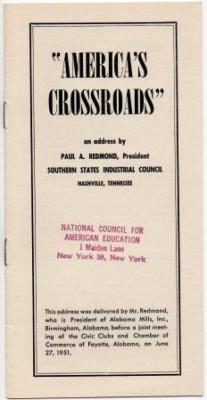 "AMERICA'S
CROSSROADS"
an address by
PAUL A. REDMOND, President
SOUTHERN STATES INDUSTRIAL COUNCIL
NASHVILLE, TENNESSEE
NATIONAL COUNCIL FOR
AMERICAN EDUCATION
1 Maiden Lane
New York 38, New York
This address was delivered by Mr. Redmond,
who is President of Alabama Mills, Inc.,
Birmingham, Alabama, before a joint meet-
ing of the Civic Clubs and Chamber of
Commerce of Fayette, Alabama, on June
27, 1951.